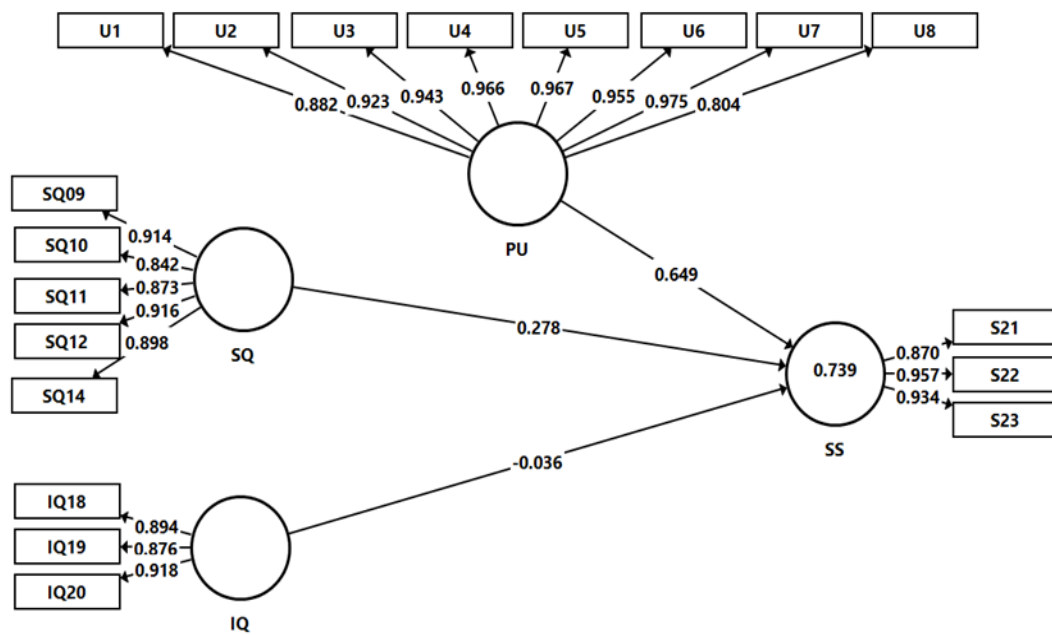 U1 U2 U3 U4 U5 U6 U7 U8
0.882 0.923 0.943 0.966 0.967 0.955 0.975 0.804
PU
SQ09
SQ10
SQ11
SQ12
SQ14
0.914
0.842
0.873
0.916
0.898
SQ
0.649
0.278
-0.036
0.739
SS
0.870
0.957
0.934
S21
S22
S23
IQ18
IQ19
IQ20
0.894
0.876
0.918
IQ